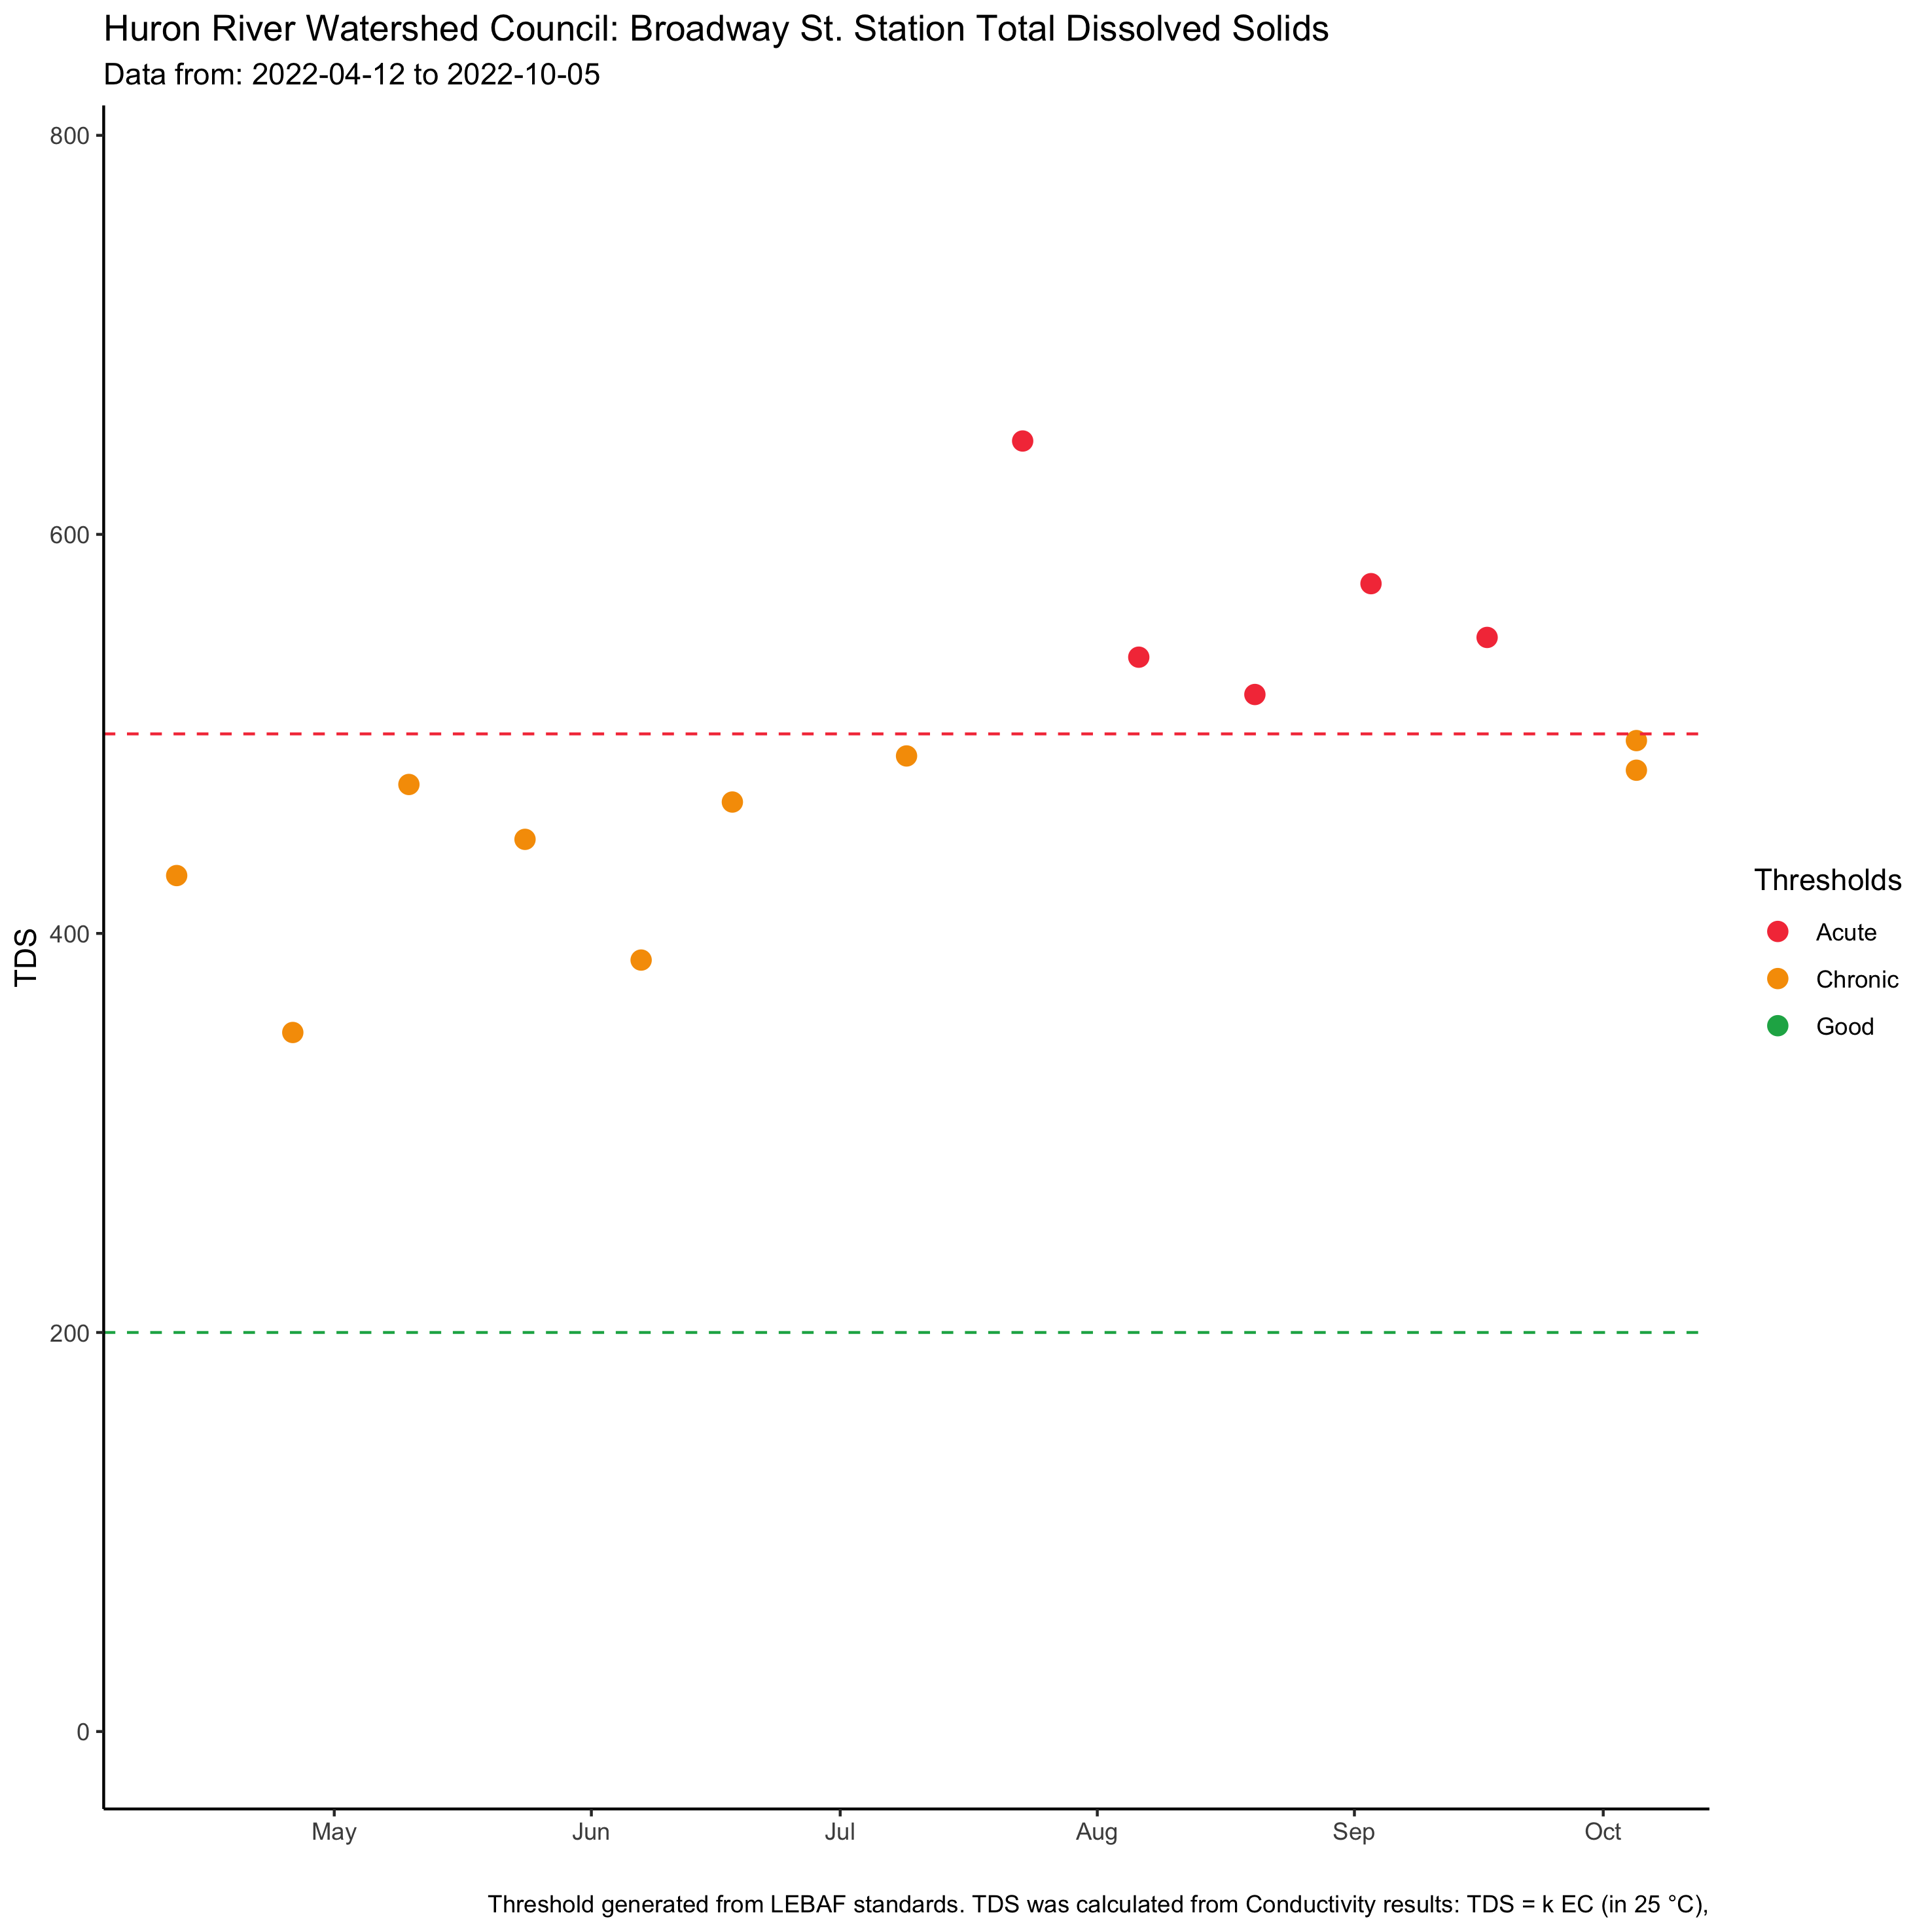 Huron River Watershed Council: Broadway St. Station Total Dissolved Solids
Data from: 2022-04-12 to 2022-10-05
800
600
400
200
0
TDS
May Jun Jul Aug Sep Oct
Thresholds
Acute
Chronic
Good
Threshold generated from LEBAF standards. TDS was calculated from Conductivity results: TDS = k EC (in 25 °C),